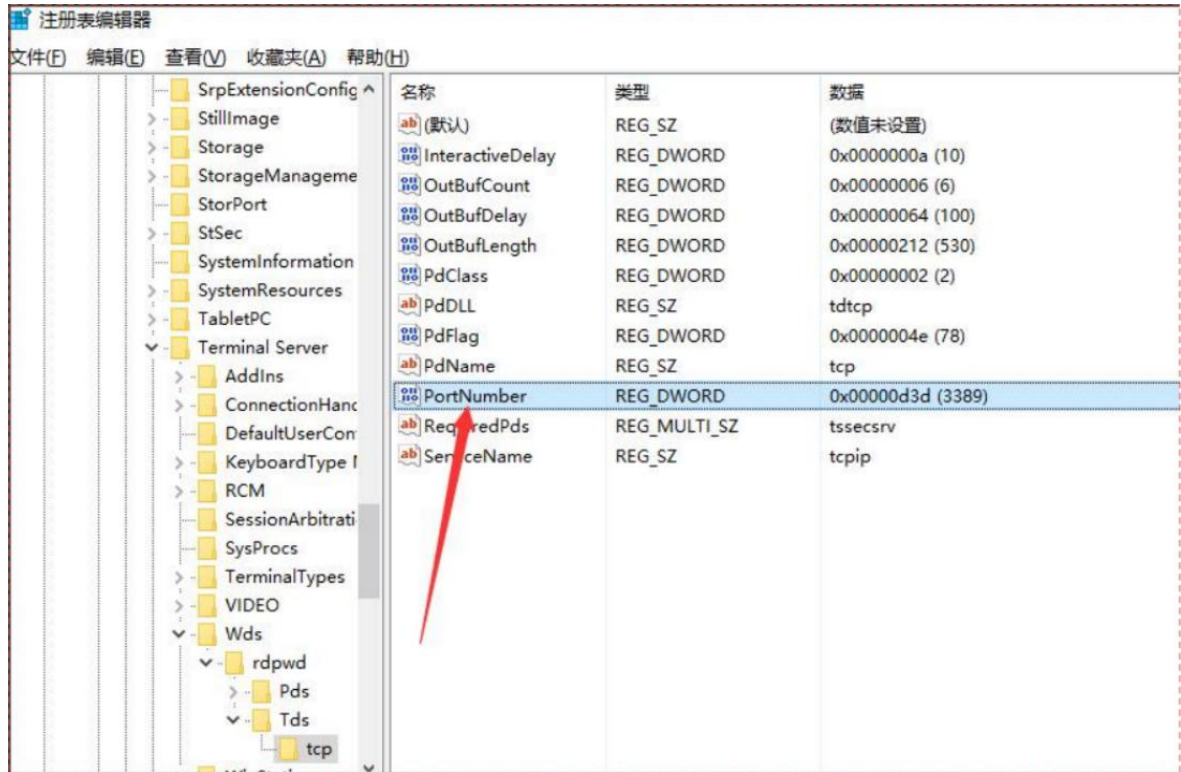 注册表编辑器
文件(F) 编辑(E) 查看(V) 收藏夹(A) 帮助(H)
SrpExtensionConfig
StillImage
Storage
StorageManageme
StorPort
StSec
SystemInformation
SystemResources
TabletPC
Terminal Server
AddIns
ConnectionHand
DefaultUserCon
KeyboardType
RCM
SessionArbitrati
SysProcs
TerminalTypes
VIDEO
Wds
rdpwd
Pds
Tds
tcp
名称 类型 数据
(默认) REG_SZ (数值未设置)
InteractiveDelay REG_DWORD 0x0000000a (10)
OutBufCount REG_DWORD 0x00000006 (6)
OutBufDelay REG_DWORD 0x00000064 (100)
OutBufLength REG_DWORD 0x00000212 (530)
PdClass REG_DWORD 0x00000002 (2)
PdDLL REG_SZ tdtcp
PdFlag REG_DWORD 0x0000004e (78)
PdName REG_SZ tcp
PortNumber REG_DWORD 0x00000d3d (3389)
RequiredPds REG_MULTI_SZ tssecsrv
ServiceName REG_SZ tcpip